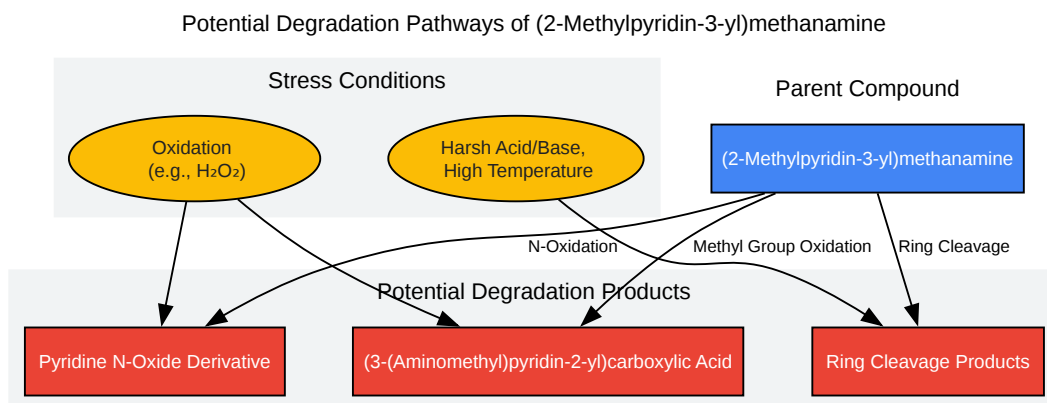 Potential Degradation Pathways of (2-Methylpyridin-3-yl)methanamine
Stress Conditions
Parent Compound
Oxidation
(e.g., H₂O₂)
Harsh Acid/Base,
High Temperature
(2-Methylpyridin-3-yl)methanamine
N-Oxidation
Methyl Group Oxidation
Ring Cleavage
Potential Degradation Products
Pyridine N-Oxide Derivative
(3-(Aminomethyl)pyridin-2-yl)carboxylic Acid
Ring Cleavage Products